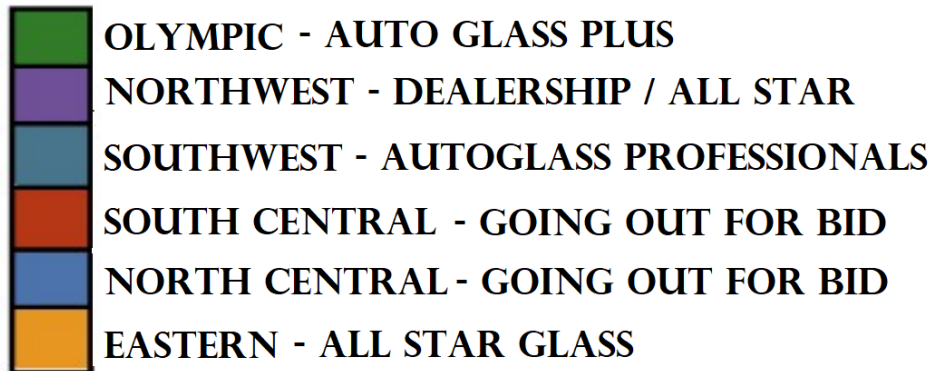 OLYMPIC - AUTO GLASS PLUS
NORTHWEST - DEALERSHIP / ALL STAR
SOUTHWEST - AUTOGLASS PROFESSIONALS
SOUTH CENTRAL - GOING OUT FOR BID
NORTH CENTRAL - GOING OUT FOR BID
EASTERN - ALL STAR GLASS